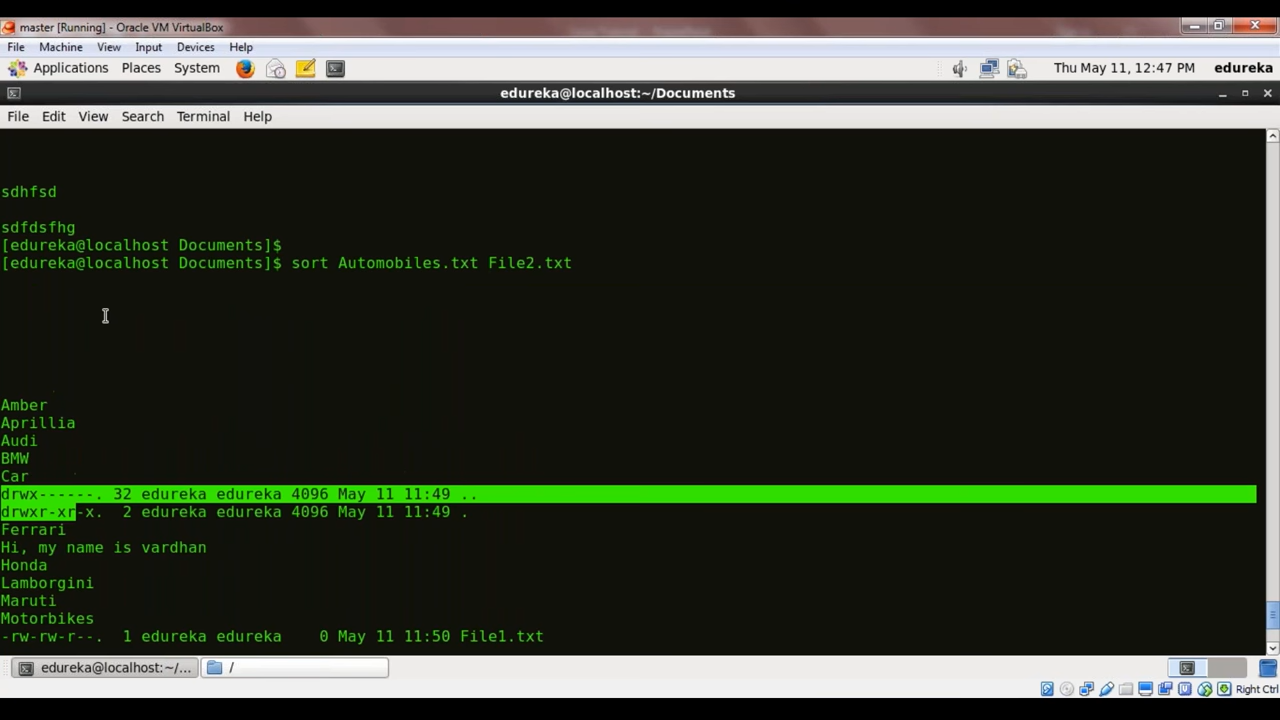 master [Running] - Oracle VM VirtualBox
File Machine View Input Devices Help
Applications Places System Thu May 11, 12:47 PM edureka
edureka@localhost:~/Documents
File Edit View Search Terminal Help
sdhfsd
sdfdsfhg
[edureka@localhost Documents]$
[edureka@localhost Documents]$ sort Automobiles.txt File2.txt
Amber
Aprillia
Audi
BMW
Car
drwx------. 32 edureka edureka 4096 May 11 11:49 ..
drwxr-xr-x.  2 edureka edureka 4096 May 11 11:49 .
Ferrari
Hi, my name is vardhan
Honda
Lamborgini
Maruti
Motorbikes
-rw-rw-r--.  1 edureka edureka    0 May 11 11:50 File1.txt
edureka@localhost:~/... /
Right Ctrl